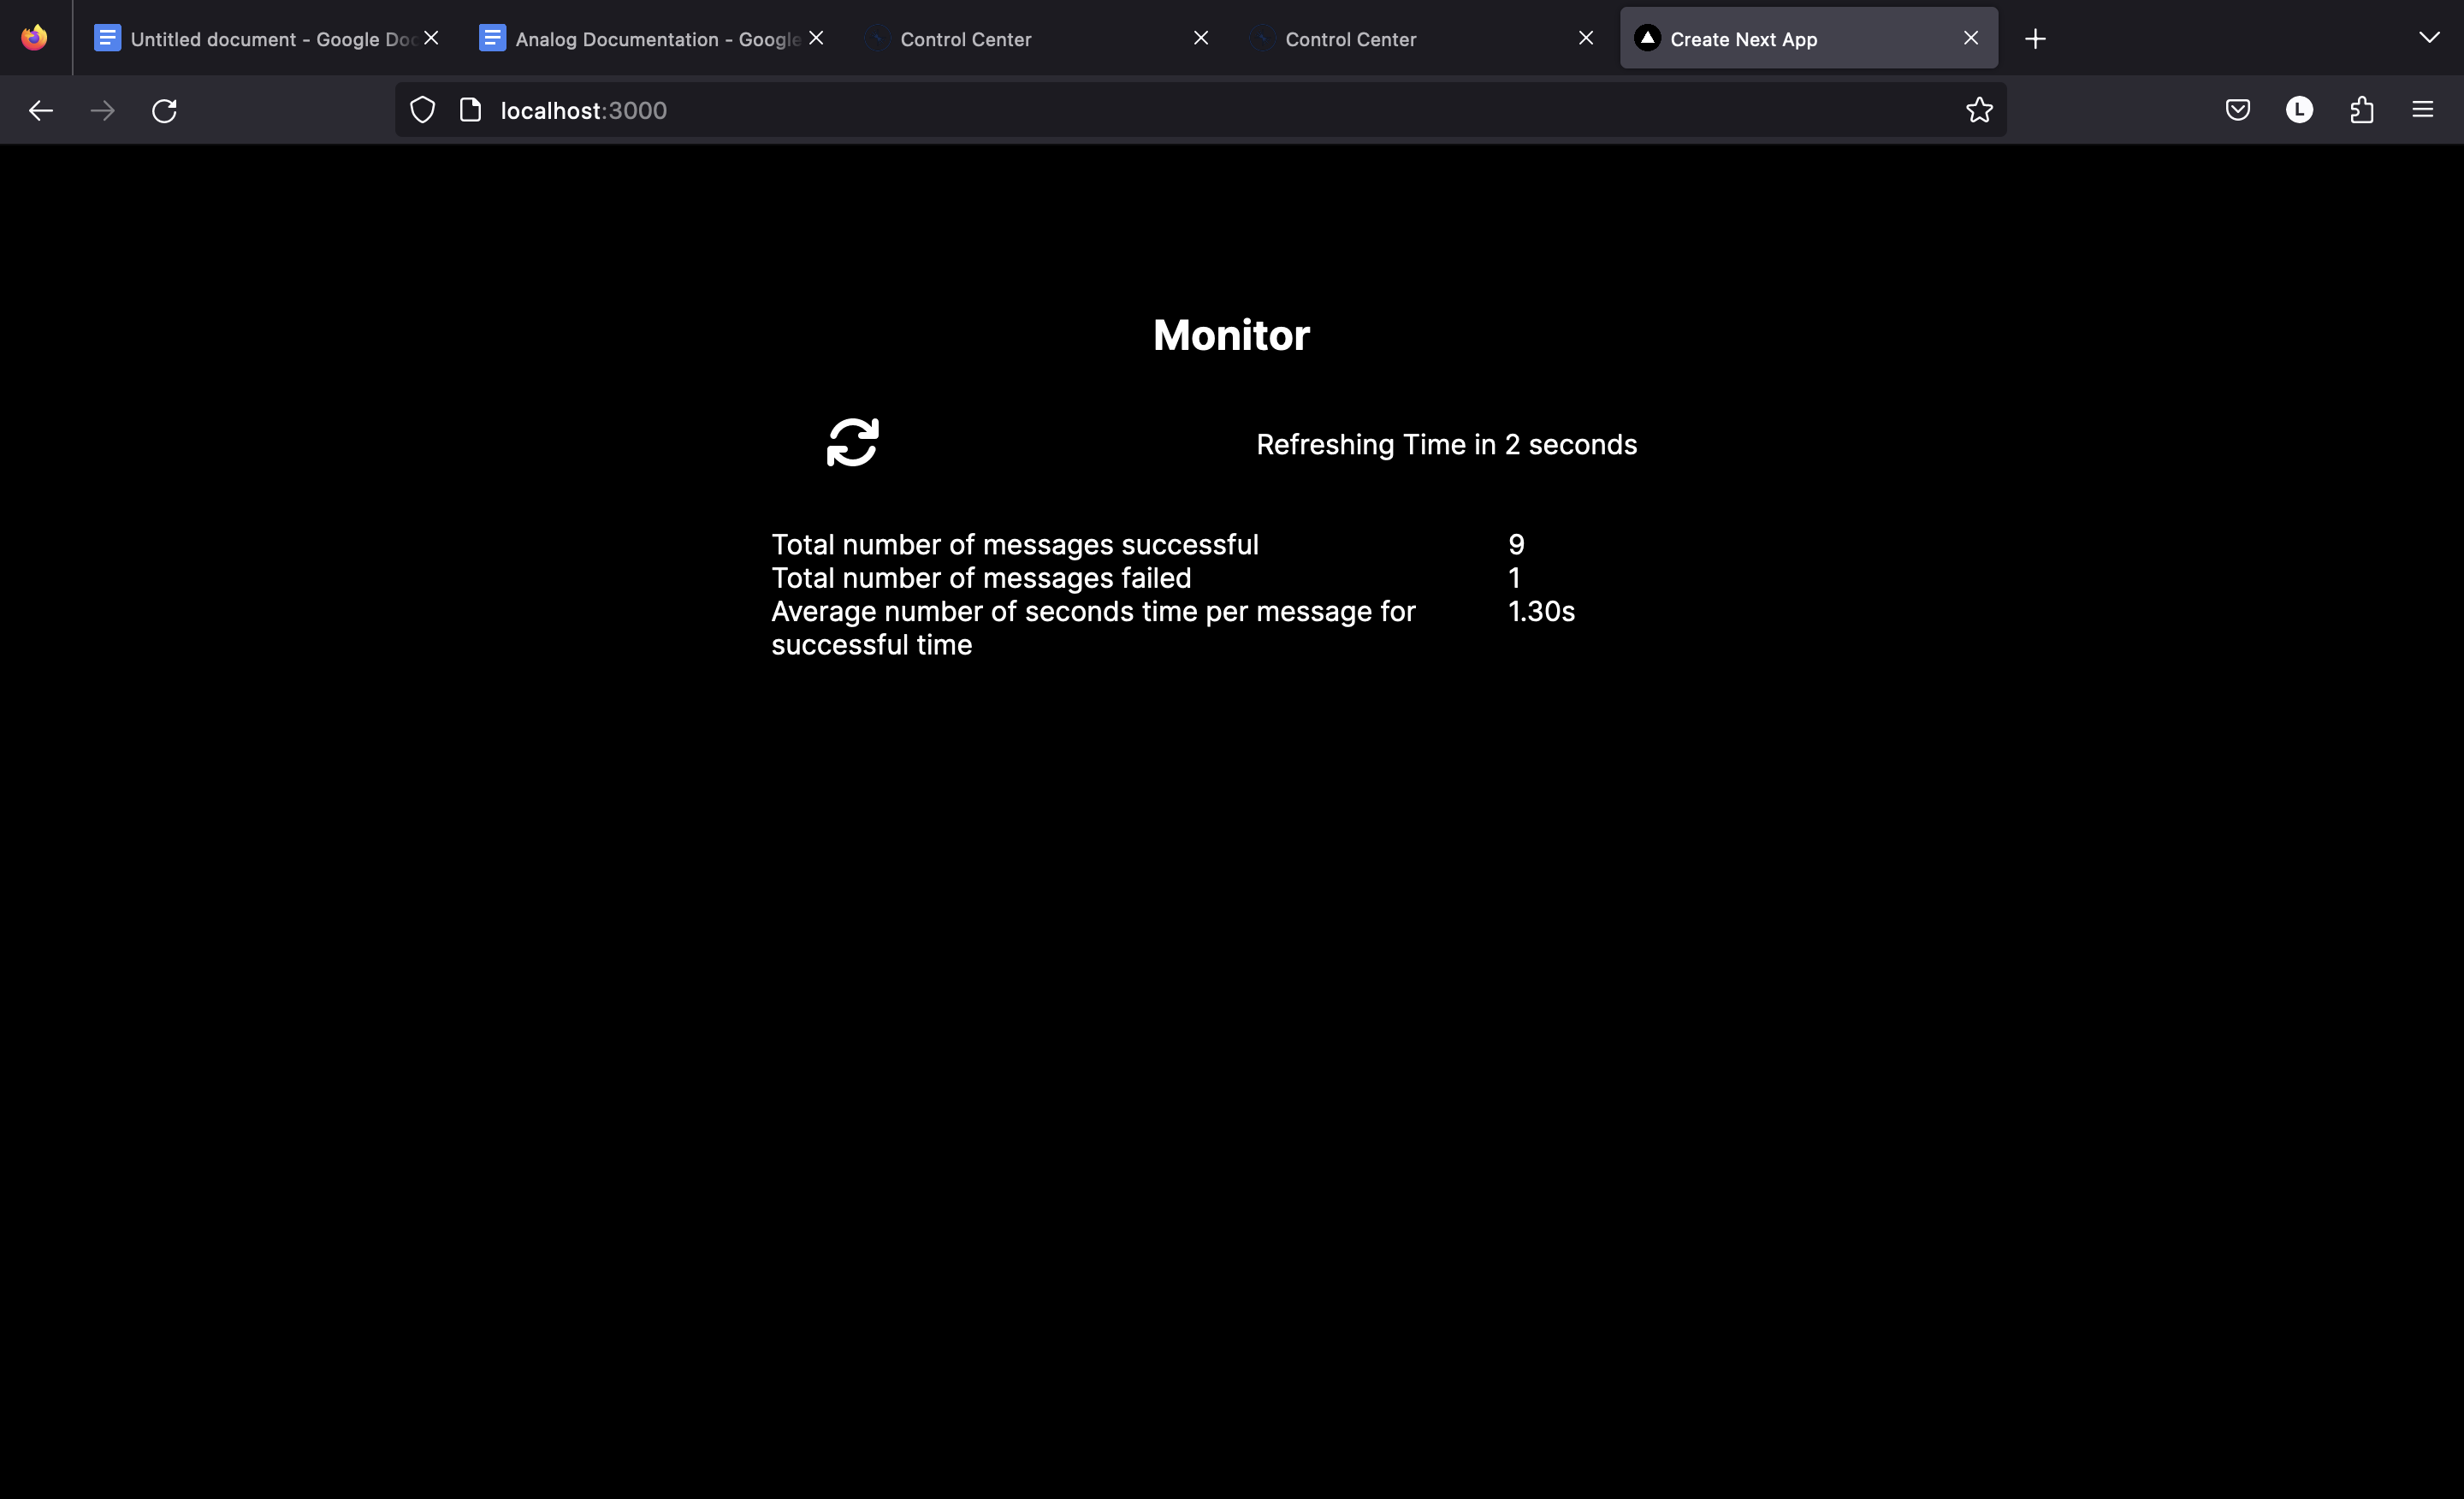 Untitled document - Google Doc
Analog Documentation - Google
Control Center
Control Center
Create Next App
localhost:3000
L
Monitor
Refreshing Time in 2 seconds
Total number of messages successful 9
Total number of messages failed 1
Average number of seconds time per message for 1.30s
successful time